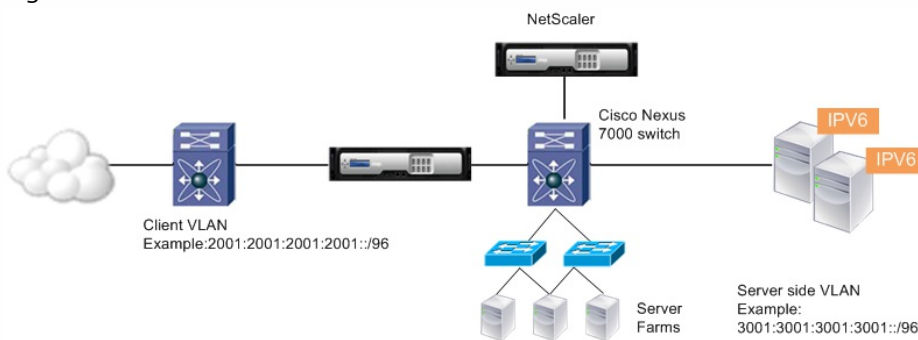 NetScaler
Cisco Nexus
7000 switch
IPV6
IPV6
Client VLAN
Example:2001:2001:2001:2001::/96
Server
Farms
Server side VLAN
Example:
3001:3001:3001:3001::/96